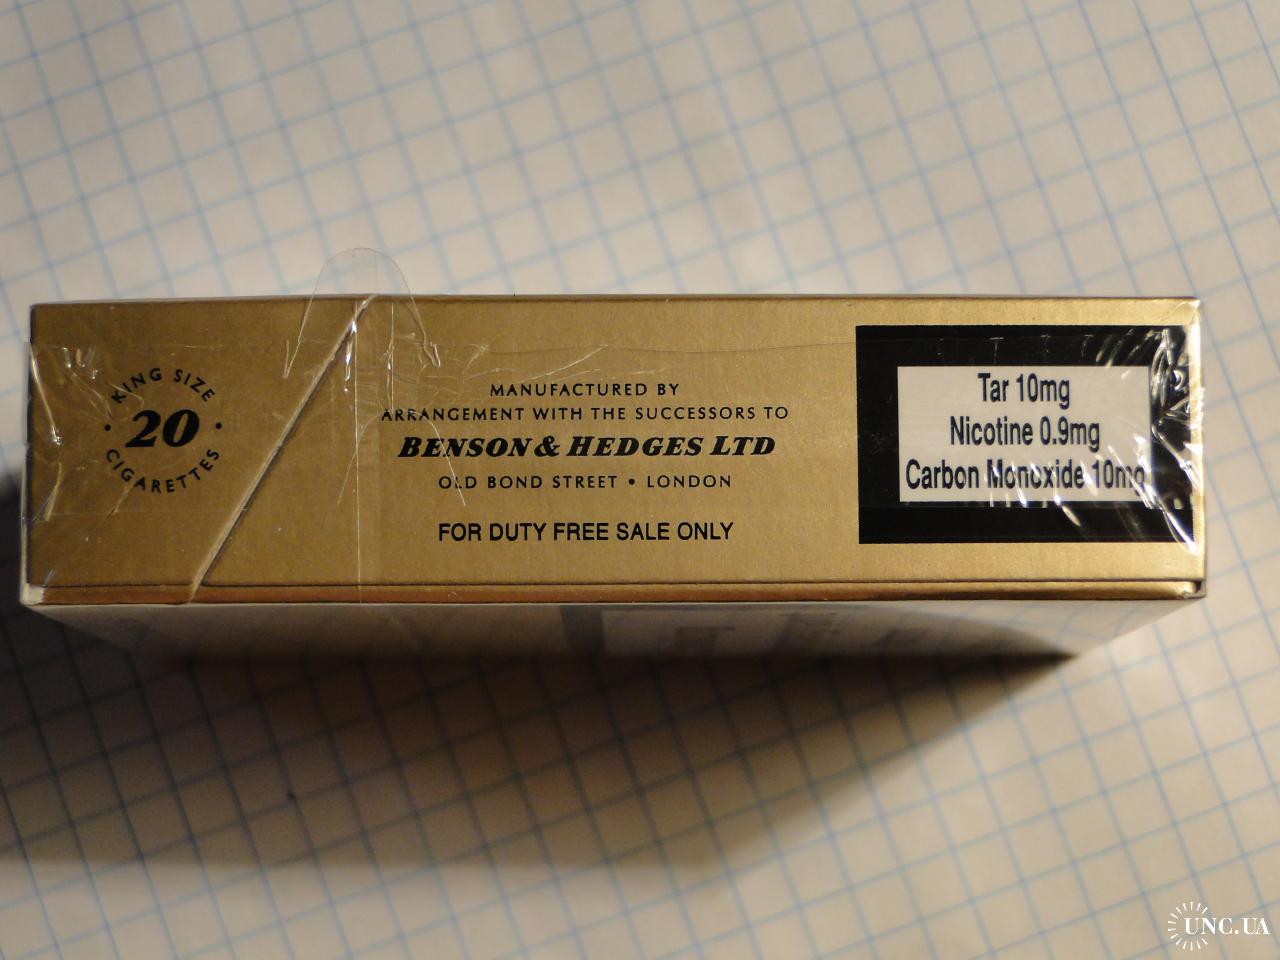 KING SIZE
20
CIGARETTES
MANUFACTURED BY
ARRANGEMENT WITH THE SUCCESSORS TO
BENSON & HEDGES LTD
OLD BOND STREET • LONDON
FOR DUTY FREE SALE ONLY
Tar 10mg
Nicotine 0.9mg
Carbon Monoxide 10mg
UNC.UA